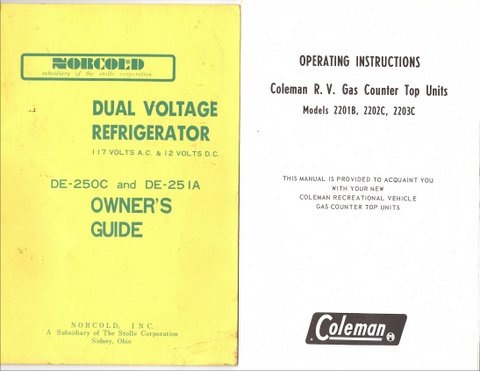 NORCOLD
subsidiary of the stolle corporation
DUAL VOLTAGE
REFRIGERATOR
117 VOLTS A.C. & 12 VOLTS D.C.
DE-250C and DE-251A
OWNER'S
GUIDE
NORCOLD, INC.
A Subsidiary of The Stolle Corporation
Sidney, Ohio
OPERATING INSTRUCTIONS
Coleman R.V. Gas Counter Top Units
Models 2201B, 2202C, 2203C
THIS MANUAL IS PROVIDED TO ACQUAINT YOU
WITH YOUR NEW
COLEMAN RECREATIONAL VEHICLE
GAS COUNTER TOP UNITS
Coleman